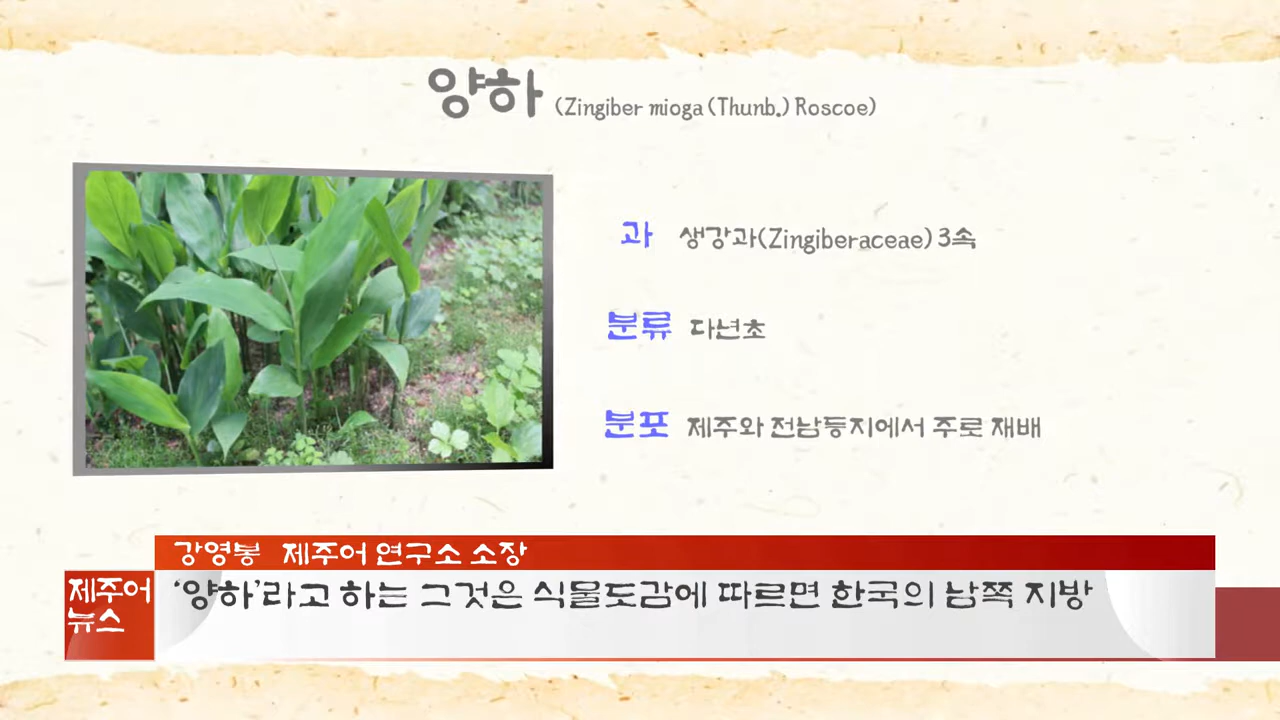 양하 (Zingiber mioga (Thunb.) Roscoe)
과 생강과(Zingiberaceae) 3속
분류 다년초
분포 제주와 전남등지에서 주로 재배
강영봉 제주어 연구소 소장
제주어
뉴스
‘양하’라고 하는 그것은 식물도감에 따르면 한국의 남쪽 지방